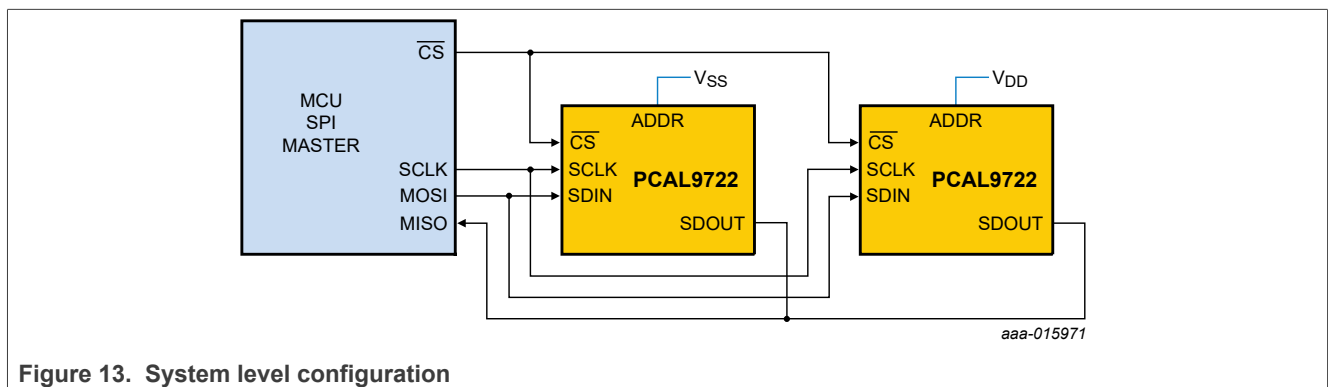 CS
VSS
VDD
MCU
SPI
MASTER
ADDR
ADDR
CS
CS
SCLK
SCLK
PCAL9722
SCLK
PCAL9722
MOSI
SDIN
SDIN
MISO
SDOUT
SDOUT
aaa-015971
Figure 13. System level configuration